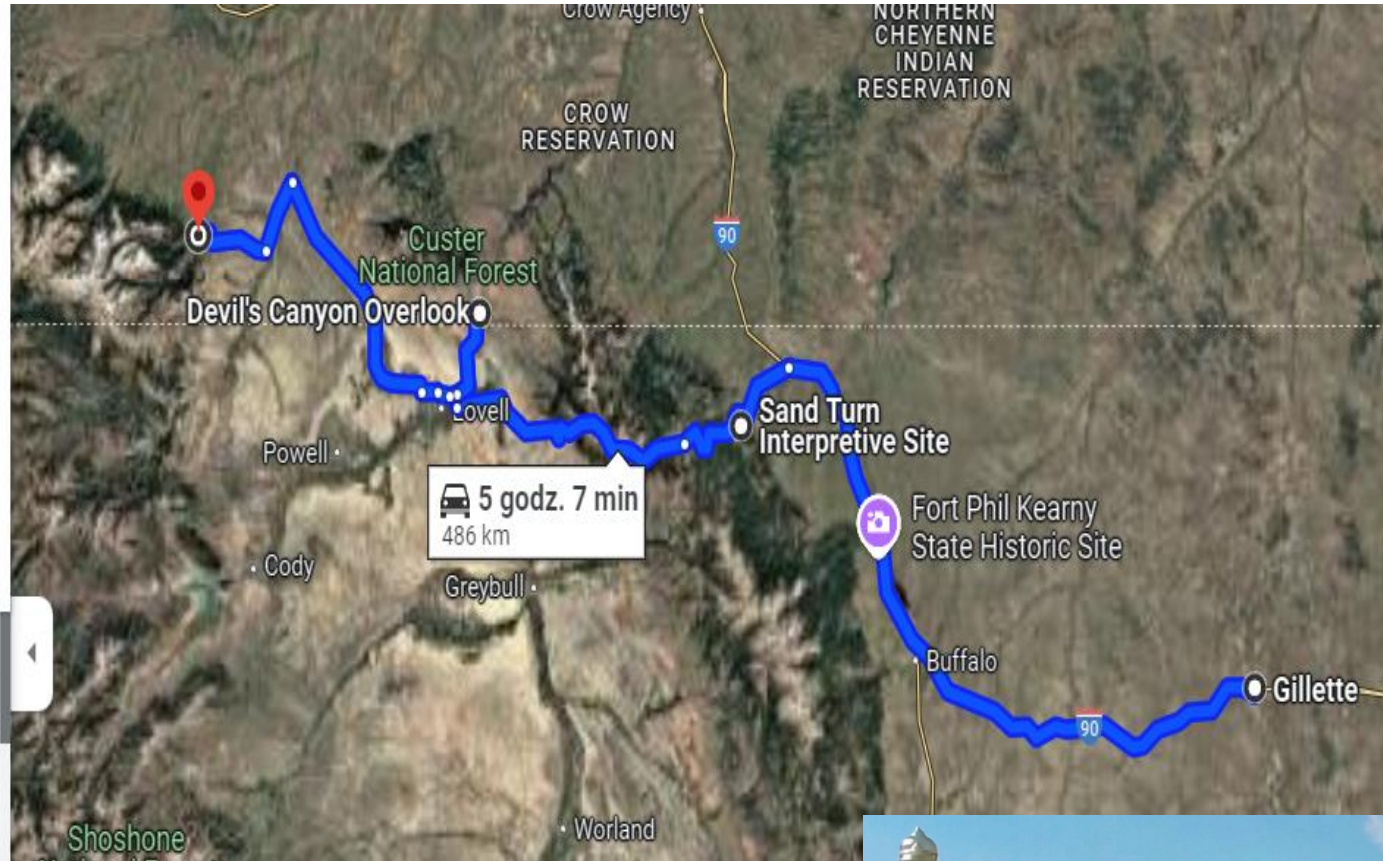 Crow Agency
NORTHERN
CHEYENNE
INDIAN
RESERVATION
CROW
RESERVATION
90
Custer
National Forest
Devil's Canyon Overlook
Lovell
Sand Turn
Interpretive Site
Powell
5 godz. 7 min
486 km
Fort Phil Kearny
State Historic Site
Cody
Greybull
Buffalo
Gillette
90
Worland
Shoshone